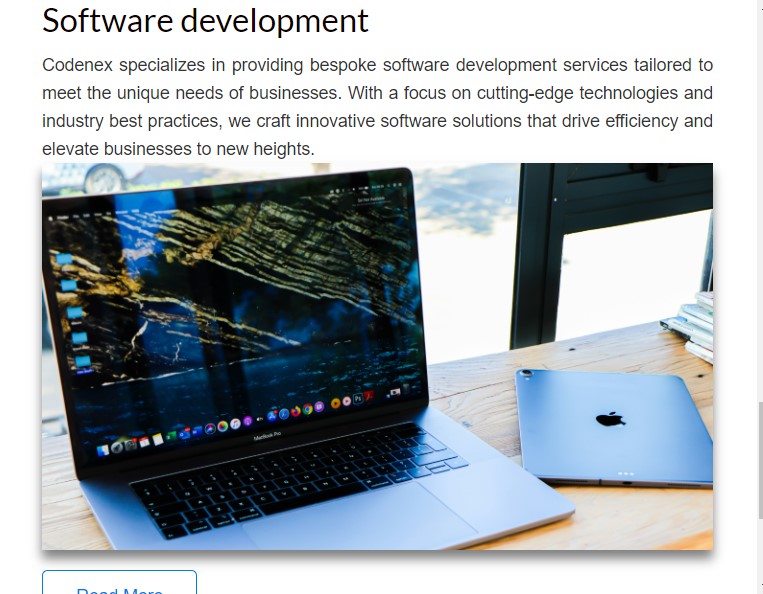 Software development
Codenex specializes in providing bespoke software development services tailored to
meet the unique needs of businesses. With a focus on cutting-edge technologies and
industry best practices, we craft innovative software solutions that drive efficiency and
elevate businesses to new heights.
MacBook Pro
Read More